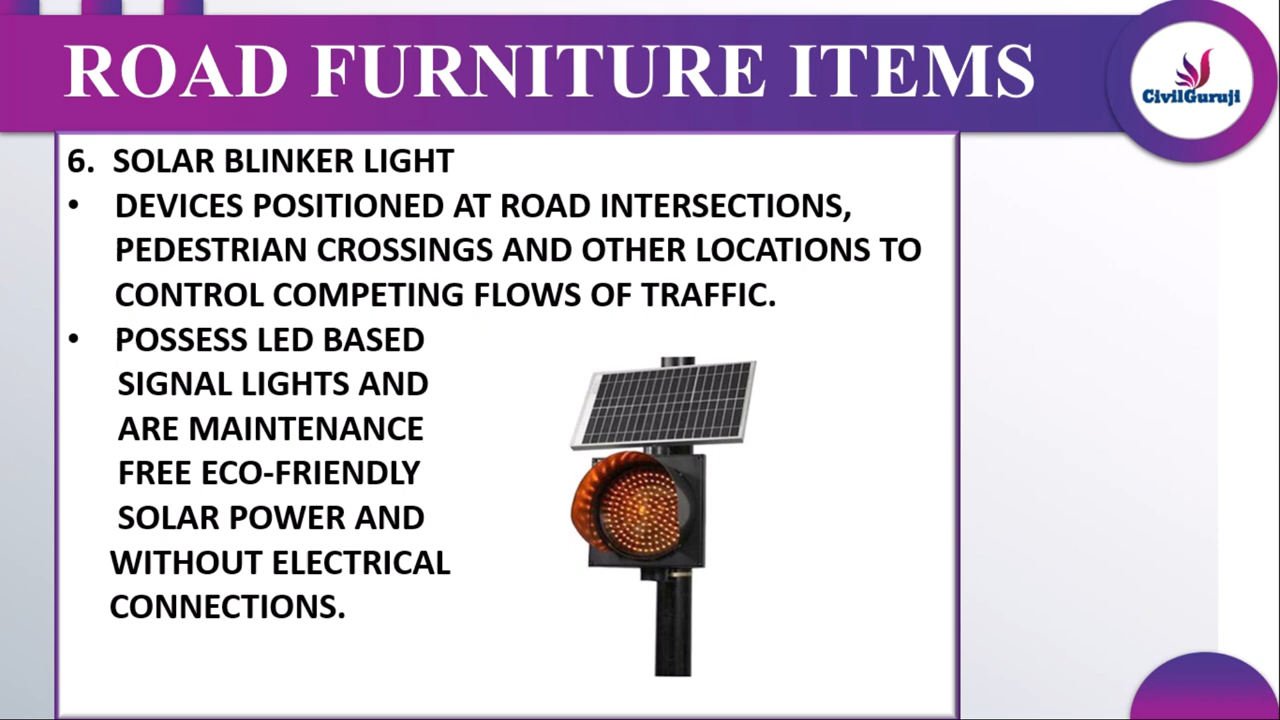 ROAD FURNITURE ITEMS
CivilGuruji
6. SOLAR BLINKER LIGHT
• DEVICES POSITIONED AT ROAD INTERSECTIONS,
PEDESTRIAN CROSSINGS AND OTHER LOCATIONS TO
CONTROL COMPETING FLOWS OF TRAFFIC.
• POSSESS LED BASED
SIGNAL LIGHTS AND
ARE MAINTENANCE
FREE ECO-FRIENDLY
SOLAR POWER AND
WITHOUT ELECTRICAL
CONNECTIONS.